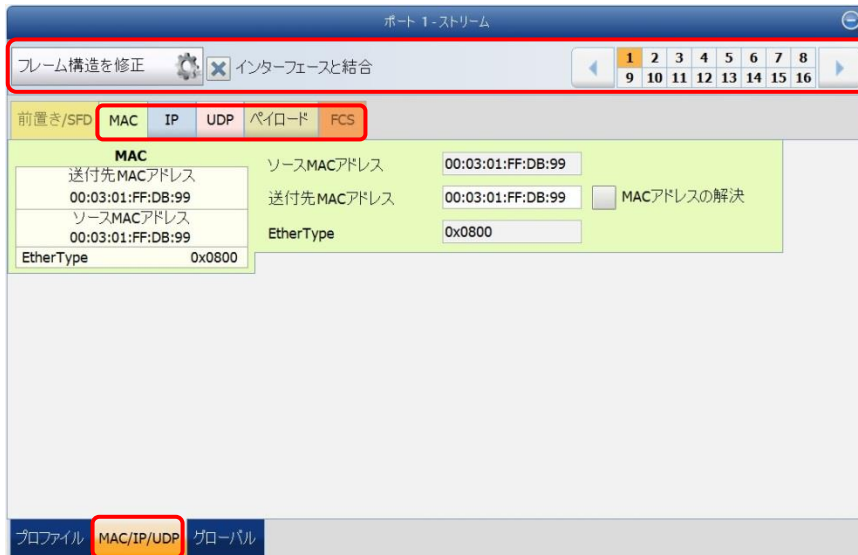 ポート 1 - ストリーム
フレーム構造を修正 インターフェースと結合
1 2 3 4 5 6 7 8
9 10 11 12 13 14 15 16
前置き/SFD MAC IP UDP ペイロード FCS
MAC
送付先MACアドレス
00:03:01:FF:DB:99
ソースMACアドレス
00:03:01:FF:DB:99
EtherType 0x0800
ソースMACアドレス 00:03:01:FF:DB:99
送付先MACアドレス 00:03:01:FF:DB:99 MACアドレスの解決
EtherType 0x0800
プロファイル MAC/IP/UDP グローバル